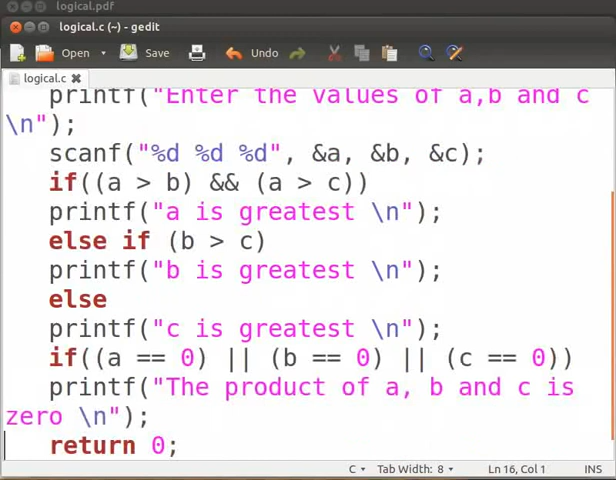 logical.pdf
logical.c (~) - gedit
Open Save Undo
logical.c
printf("Enter the values of a,b and c
\n");
scanf("%d %d %d", &a, &b, &c);
if((a > b) && (a > c))
printf("a is greatest \n");
else if (b > c)
printf("b is greatest \n");
else
printf("c is greatest \n");
if((a == 0) || (b == 0) || (c == 0))
printf("The product of a, b and c is
zero \n");
return 0;
C Tab Width: 8 Ln 16, Col 1 INS